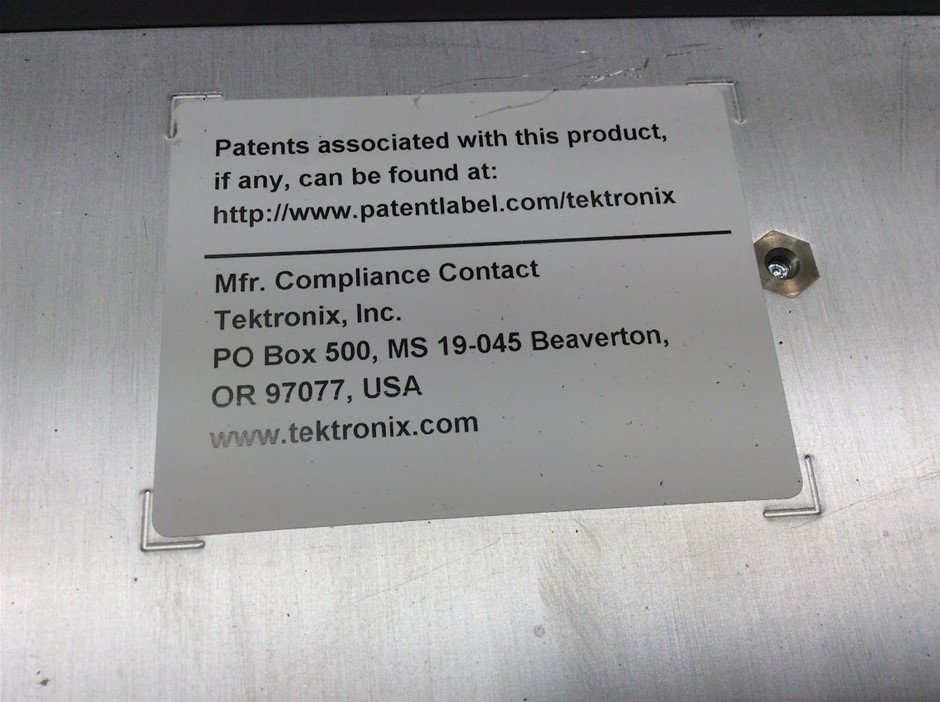 Patents associated with this product,
if any, can be found at:
http://www.patentlabel.com/tektronix
Mfr. Compliance Contact
Tektronix, Inc.
PO Box 500, MS 19-045 Beaverton,
OR 97077, USA
www.tektronix.com